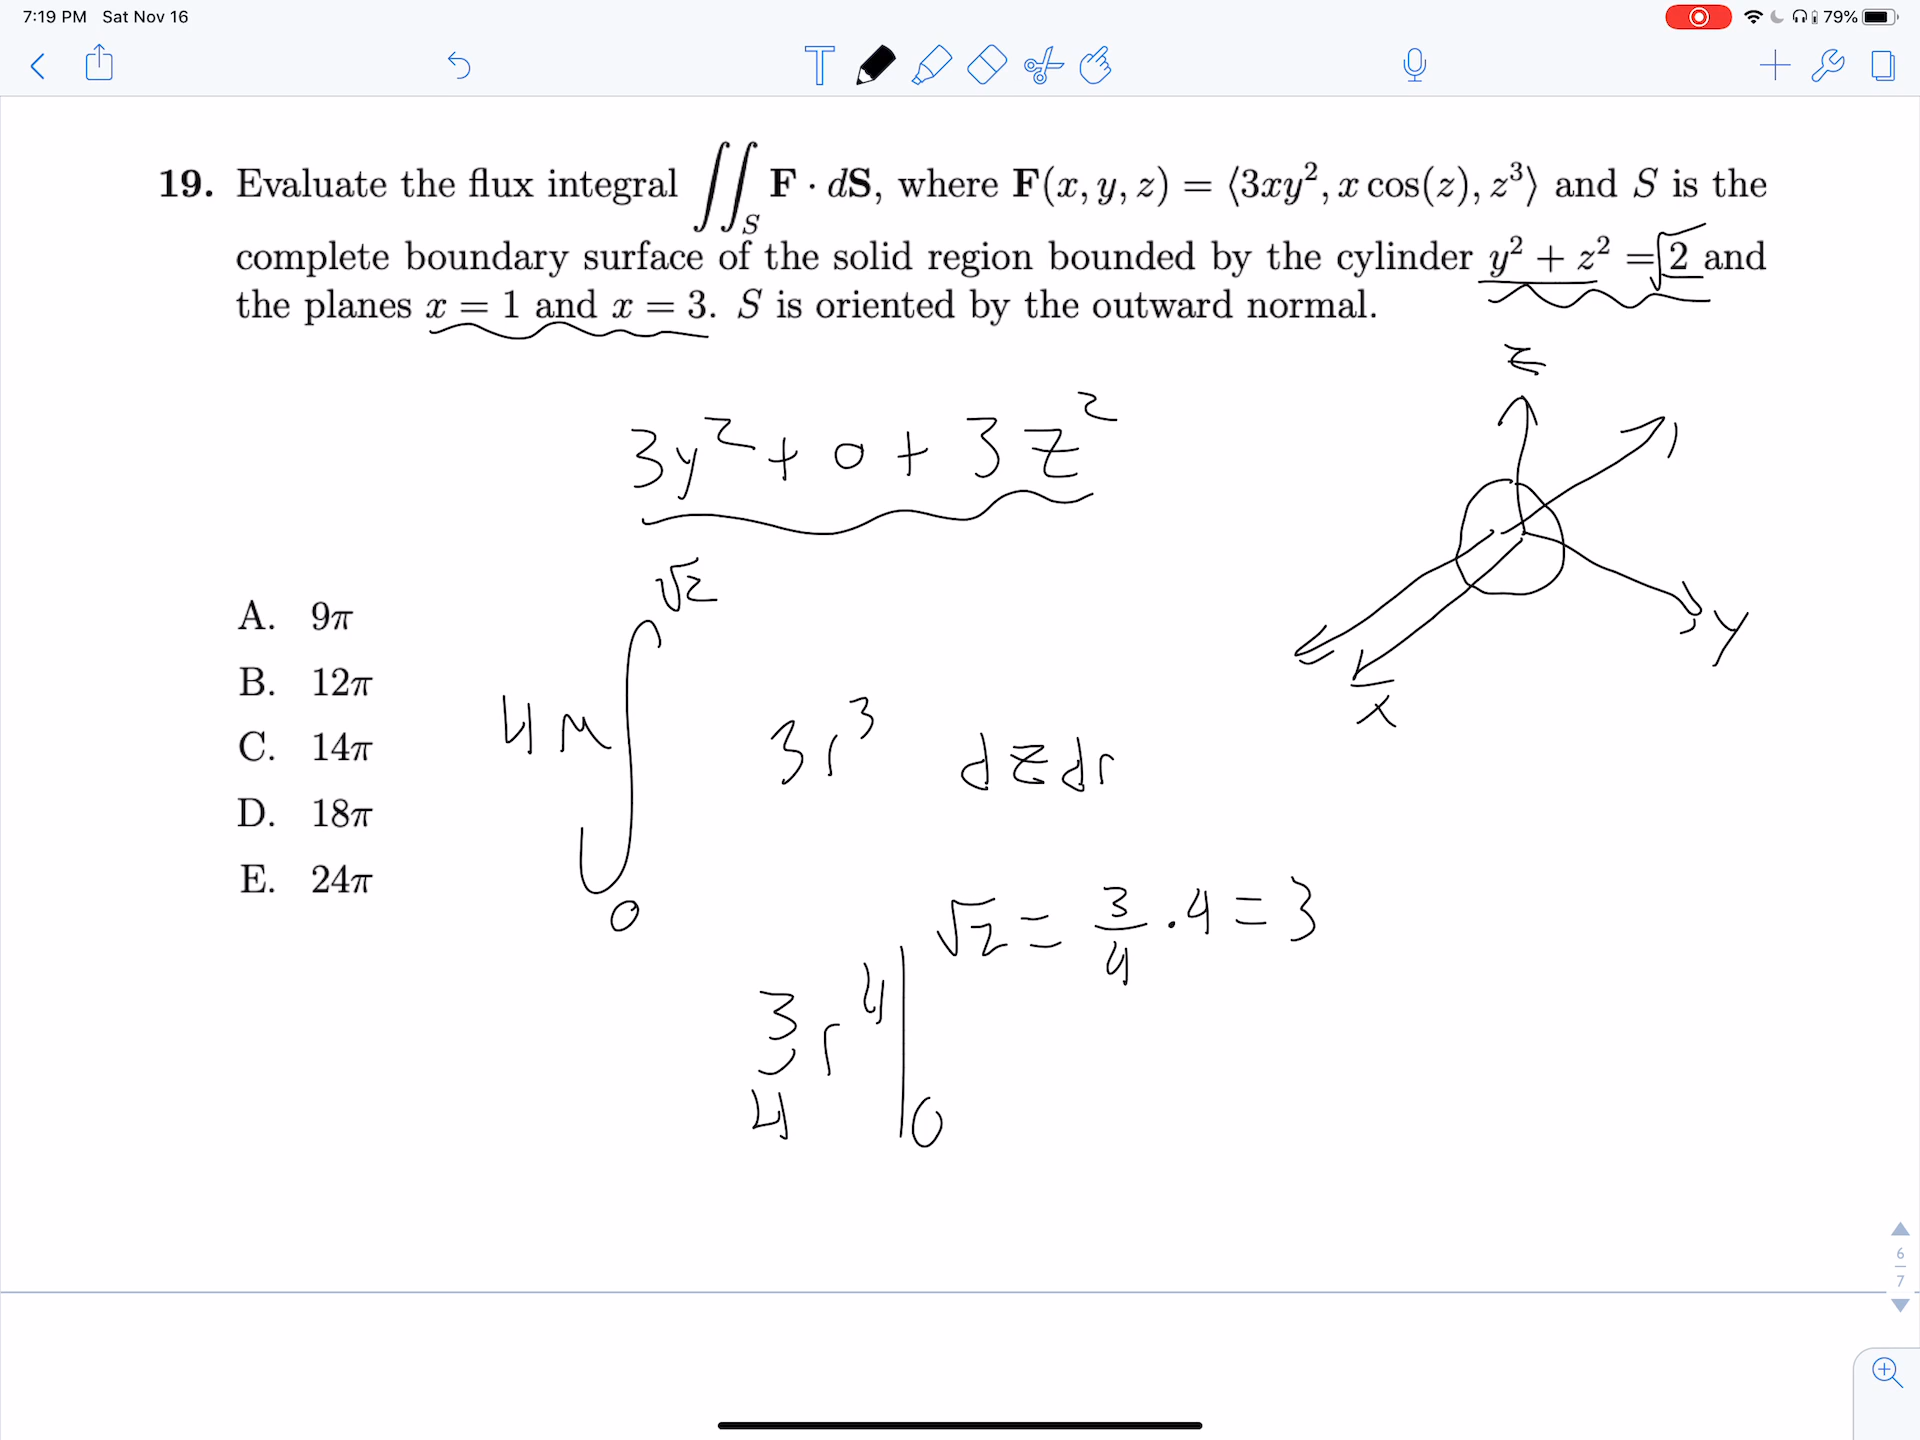 7:19 PM Sat Nov 16
79%
19. Evaluate the flux integral ∬_S F · dS, where F(x, y, z) = ⟨3xy², x cos(z), z³⟩ and S is the
complete boundary surface of the solid region bounded by the cylinder y² + z² = √2 and
the planes x = 1 and x = 3. S is oriented by the outward normal.
z
3y² + 0 + 3z²
y
x
A. 9π
B. 12π
C. 14π
D. 18π
E. 24π
√2
4π ∫ 3r³ dz dr
0
√2 = 3/4 · 4 = 3
3/4 r⁴ |
0
6
7